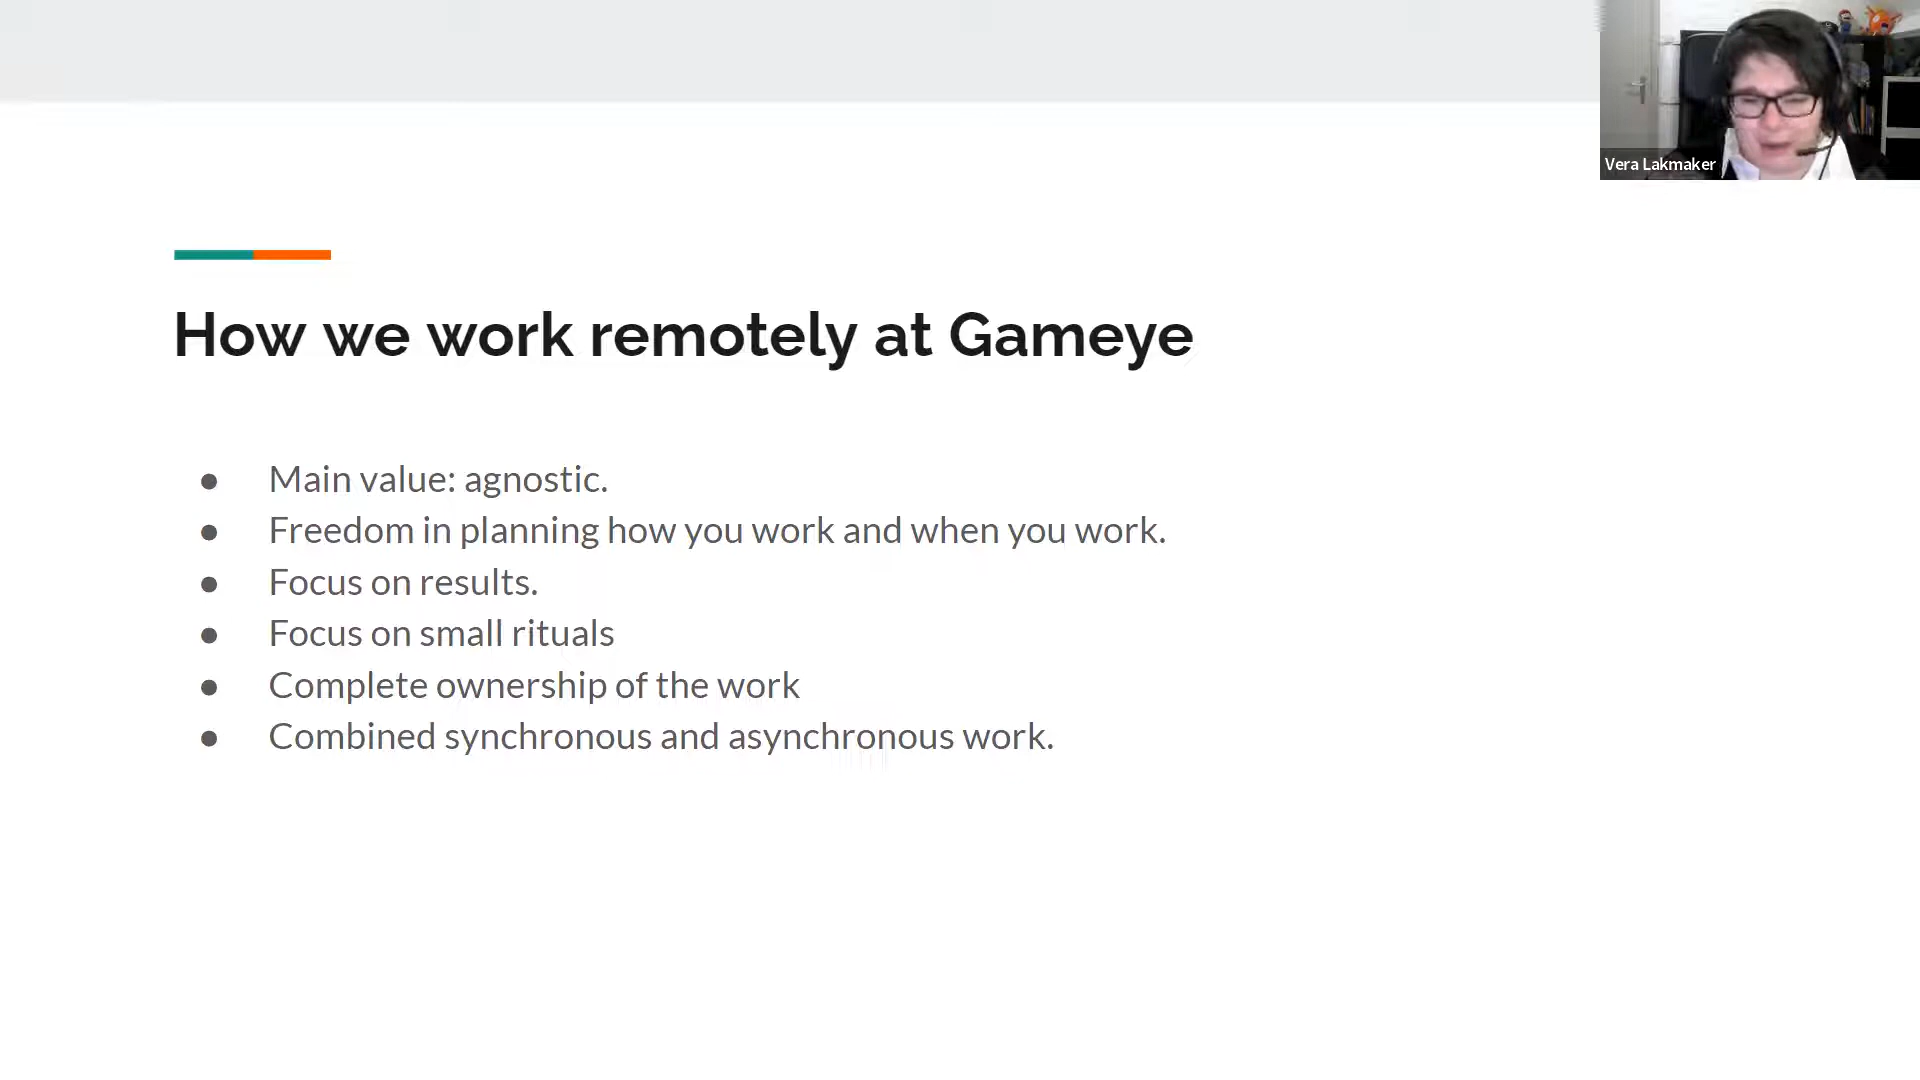 Vera Lakmaker
How we work remotely at Gameye
● Main value: agnostic.
● Freedom in planning how you work and when you work.
● Focus on results.
● Focus on small rituals
● Complete ownership of the work
● Combined synchronous and asynchronous work.